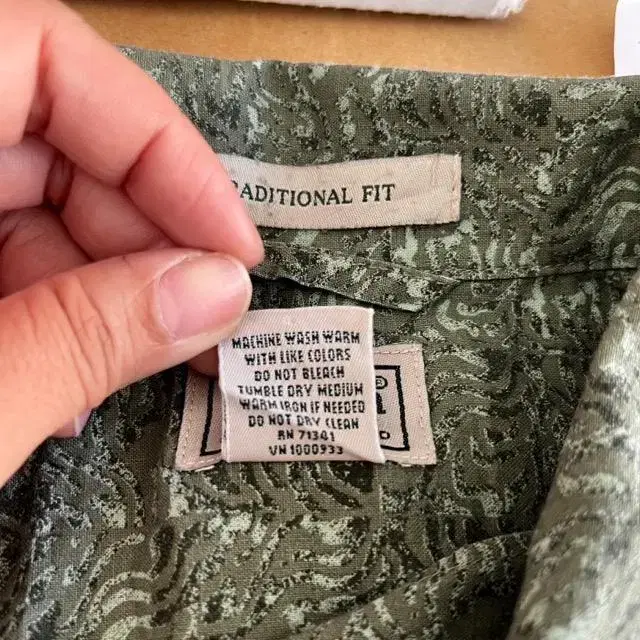 RADITIONAL FIT
MACHINE WASH WARM
WITH LIKE COLORS
DO NOT BLEACH
TUMBLE DRY MEDIUM
WARM IRON IF NEEDED
DO NOT DRY CLEAN
RN 71341
VN 1000933